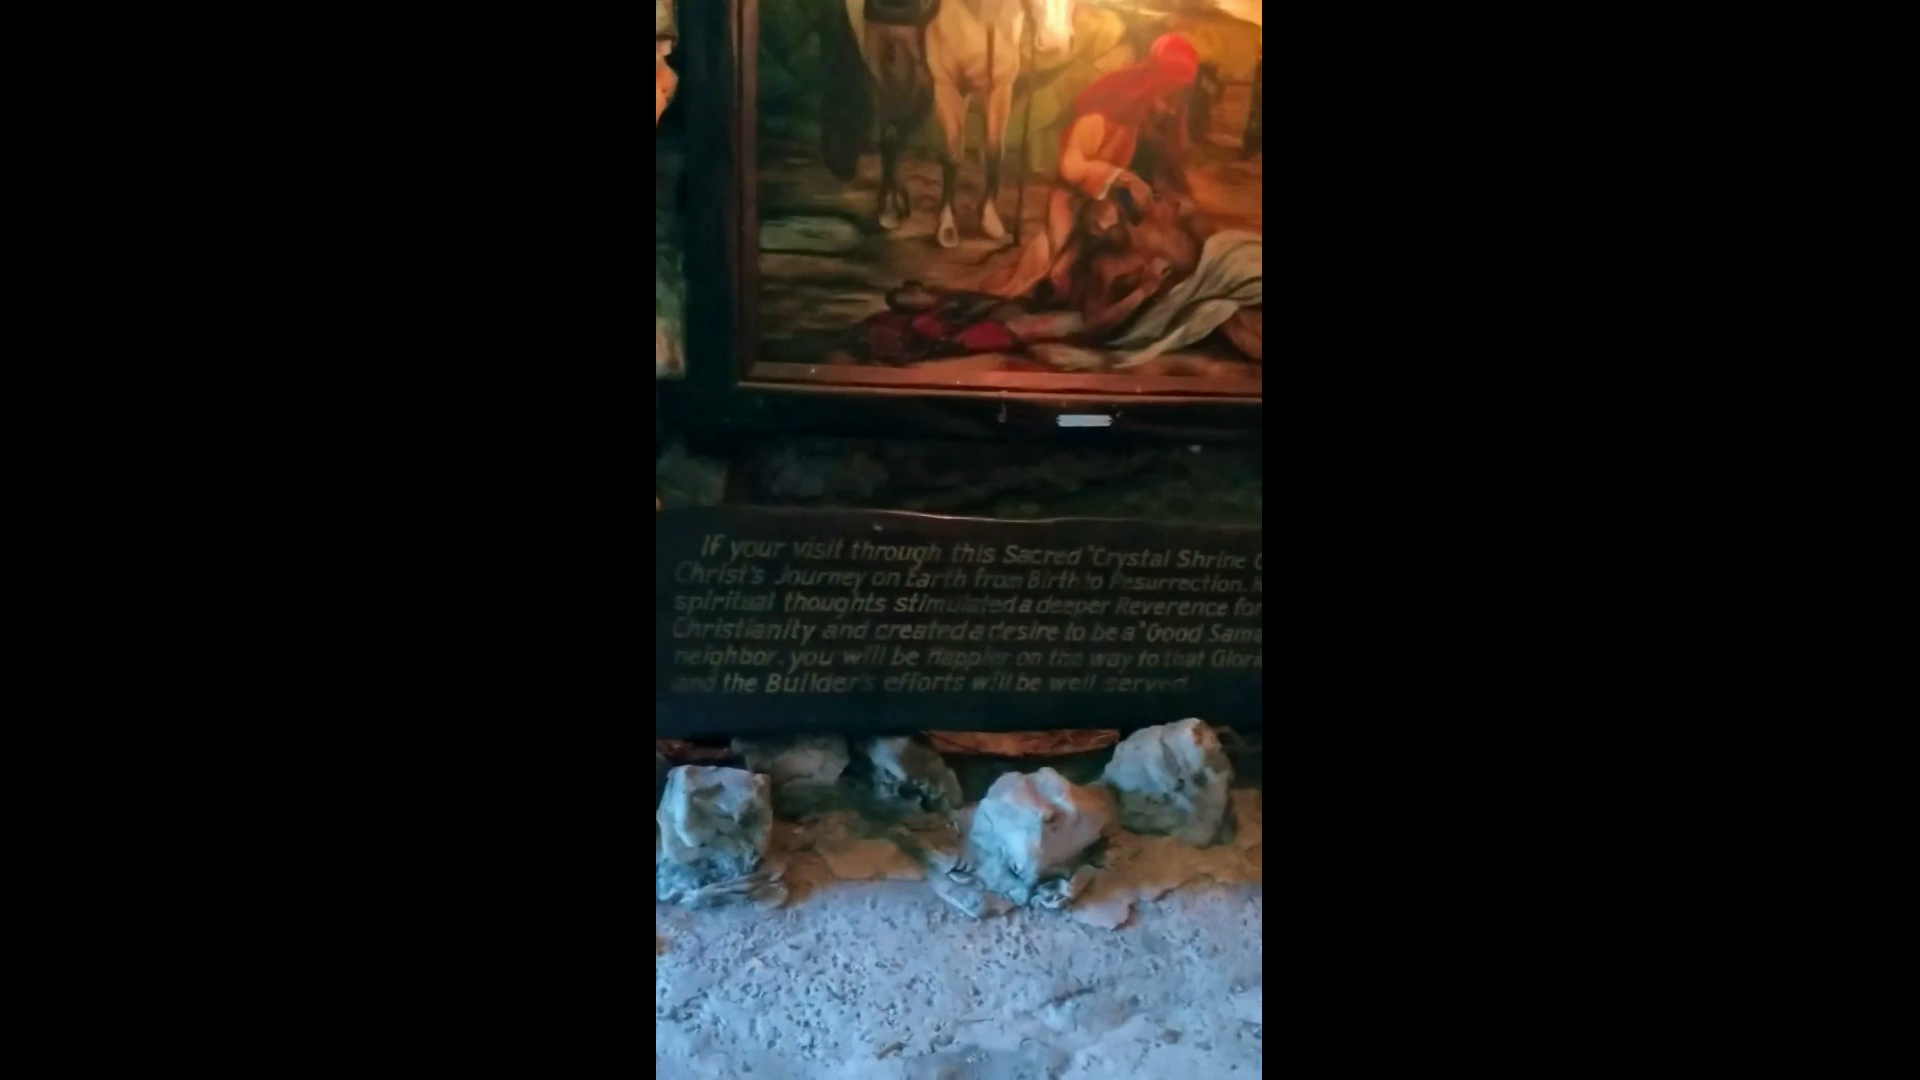 If your visit through this Sacred "Crystal Shrine
Christ's Journey on Earth from Birth to Resurrection.
spiritual thoughts stimulated a deeper Reverence for
Christianity and created a desire to be a "Good
neighbor, you will be Happier on the way to that
and the Builder's efforts will be well served.